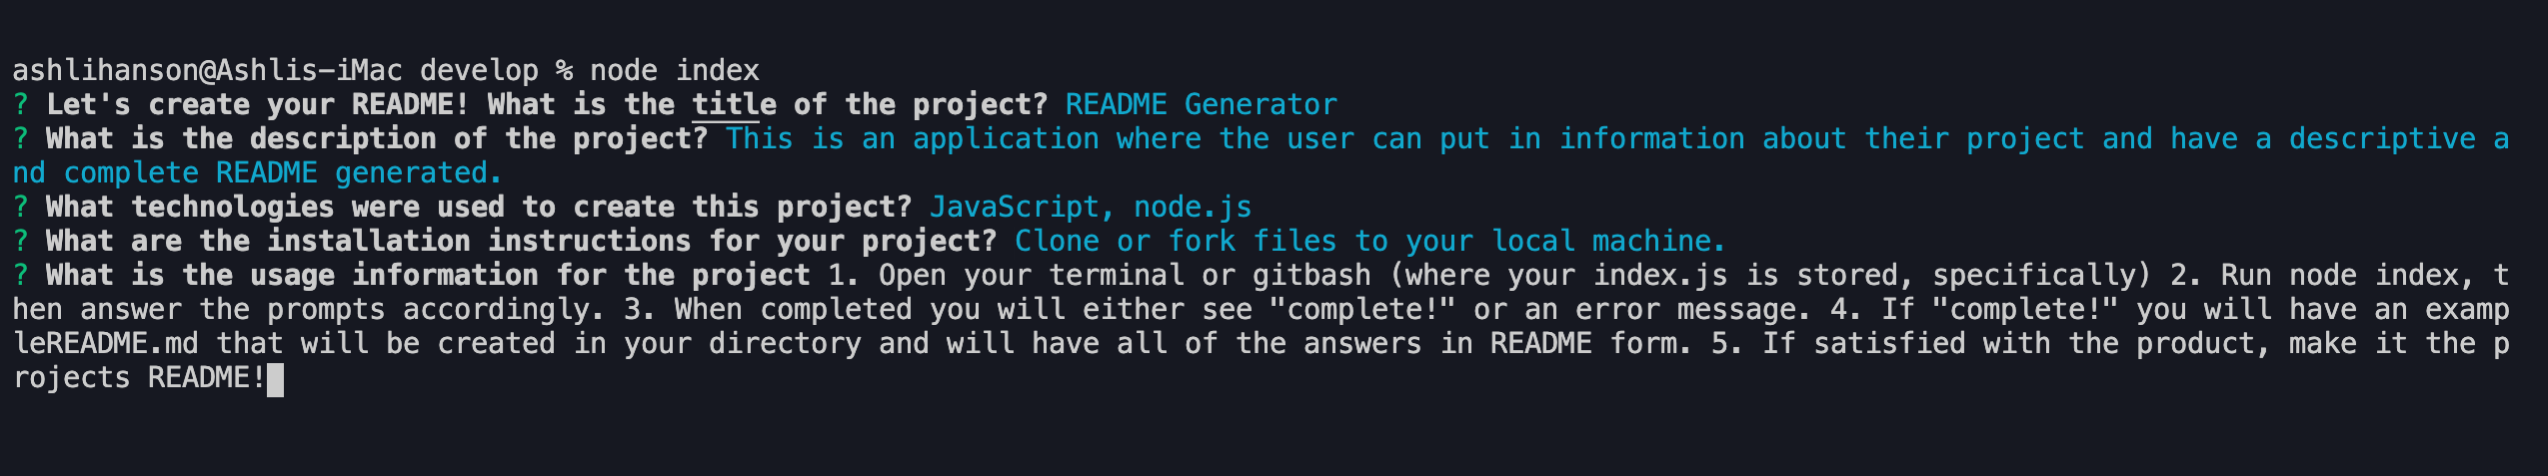 ashlihanson@Ashlis-iMac develop % node index
? Let's create your README! What is the title of the project? README Generator
? What is the description of the project? This is an application where the user can put in information about their project and have a descriptive a
nd complete README generated.
? What technologies were used to create this project? JavaScript, node.js
? What are the installation instructions for your project? Clone or fork files to your local machine.
? What is the usage information for the project 1. Open your terminal or gitbash (where your index.js is stored, specifically) 2. Run node index, t
hen answer the prompts accordingly. 3. When completed you will either see "complete!" or an error message. 4. If "complete!" you will have an examp
leREADME.md that will be created in your directory and will have all of the answers in README form. 5. If satisfied with the product, make it the p
rojects README!